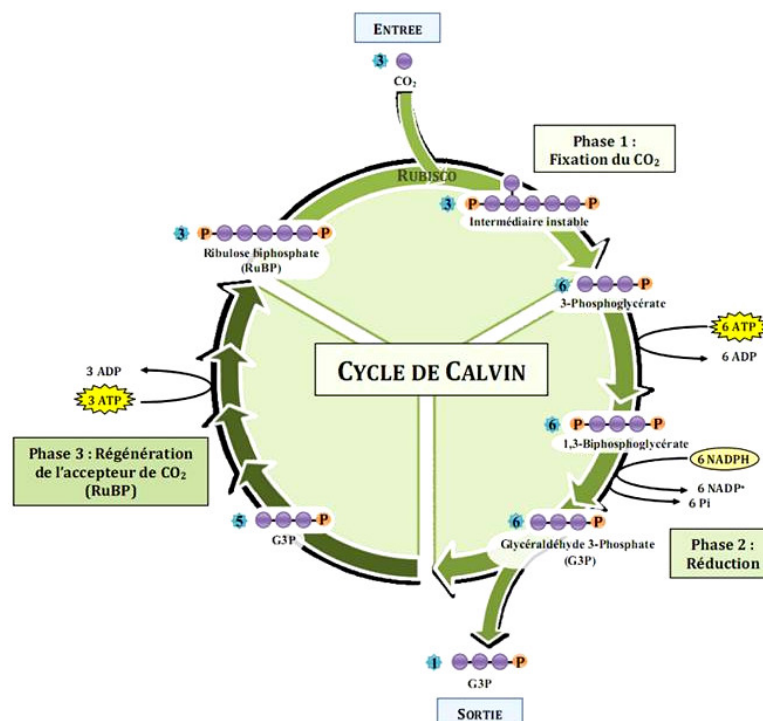 ENTREE
3
CO₂
Phase 1 :
Fixation du CO₂
RUBISCO
3 P P
Intermédiaire instable
3 P P
Ribulose biphosphate
(RuBP)
6 P
3-Phosphoglycérate
6 ATP
6 ADP
CYCLE DE CALVIN
3 ADP
3 ATP
6 P P
1,3-Biphosphoglycérate
Phase 3 : Régénération
de l'accepteur de CO₂
(RuBP)
6 NADPH
6 NADP⁺
6 Pi
5 P
G3P
6 P
Glycéraldéhyde 3-Phosphate
(G3P)
Phase 2 :
Réduction
1 P
G3P
SORTIE